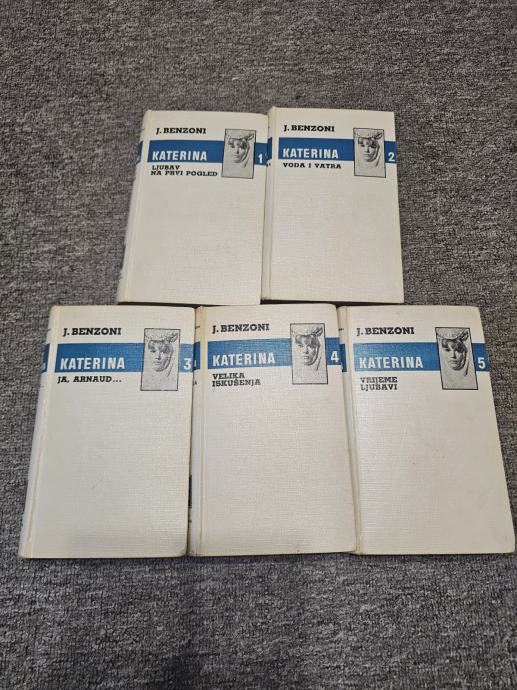 J. BENZONI
KATERINA 1
LJUBAV
NA PRVI POGLED
J. BENZONI
KATERINA 2
VODA I VATRA
J. BENZONI
KATERINA 3
JA, ARNAUD...
J. BENZONI
KATERINA 4
VELIKA
ISKUŠENJA
J. BENZONI
KATERINA 5
VRIJEME
LJUBAVI